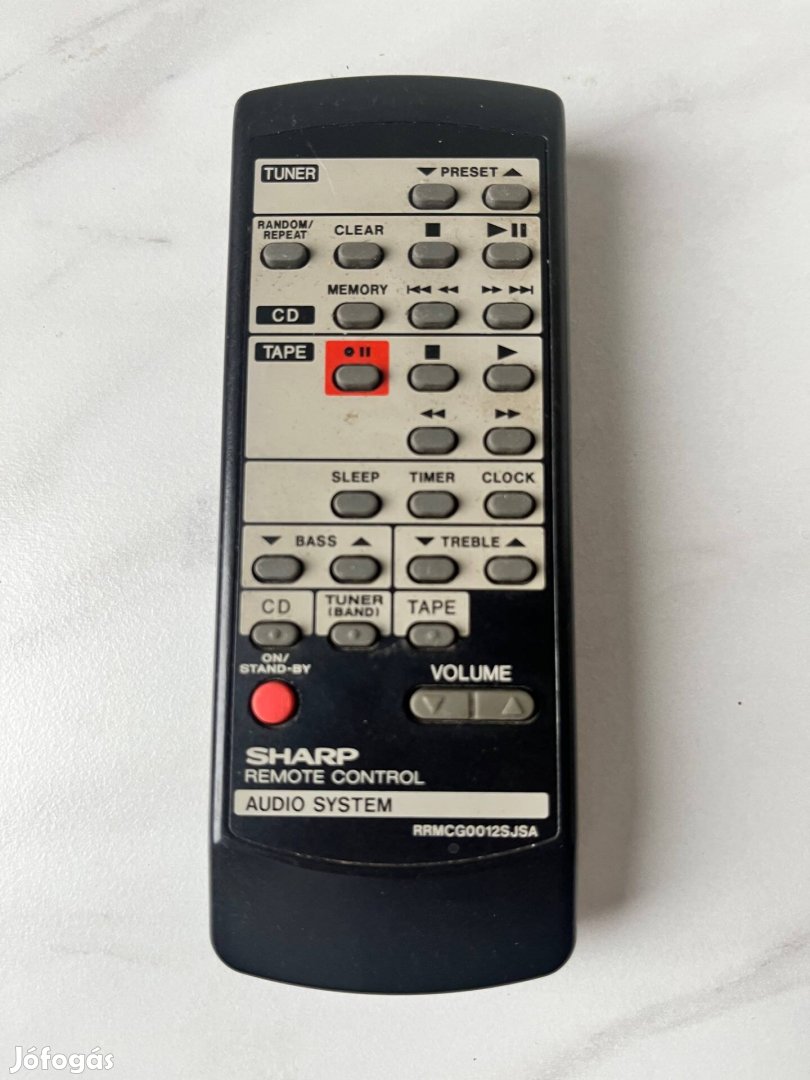 TUNER
▼ PRESET ▲
RANDOM/
REPEAT
CLEAR
MEMORY
CD
TAPE
SLEEP TIMER CLOCK
▼ BASS ▲ ▼ TREBLE ▲
CD
TUNER
(BAND)
TAPE
ON/
STAND-BY
VOLUME
SHARP
REMOTE CONTROL
AUDIO SYSTEM
RRMCG0012SJSA
Jófogás